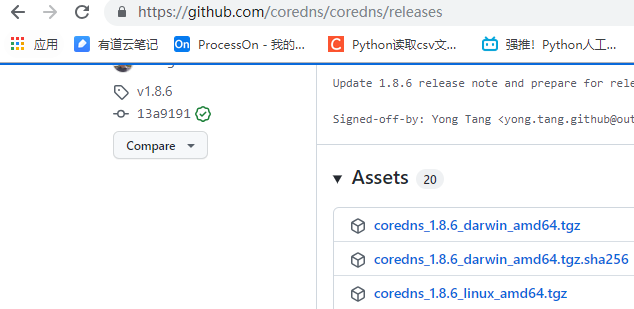 https://github.com/coredns/coredns/releases
应用 有道云笔记 On ProcessOn - 我的... C Python读取csv文... 强推！Python人工...
Update 1.8.6 release note and prepare for rele
v1.8.6
13a9191
Signed-off-by: Yong Tang <yong.tang.github@out
Compare
Assets 20
coredns_1.8.6_darwin_amd64.tgz
coredns_1.8.6_darwin_amd64.tgz.sha256
coredns_1.8.6_linux_amd64.tgz